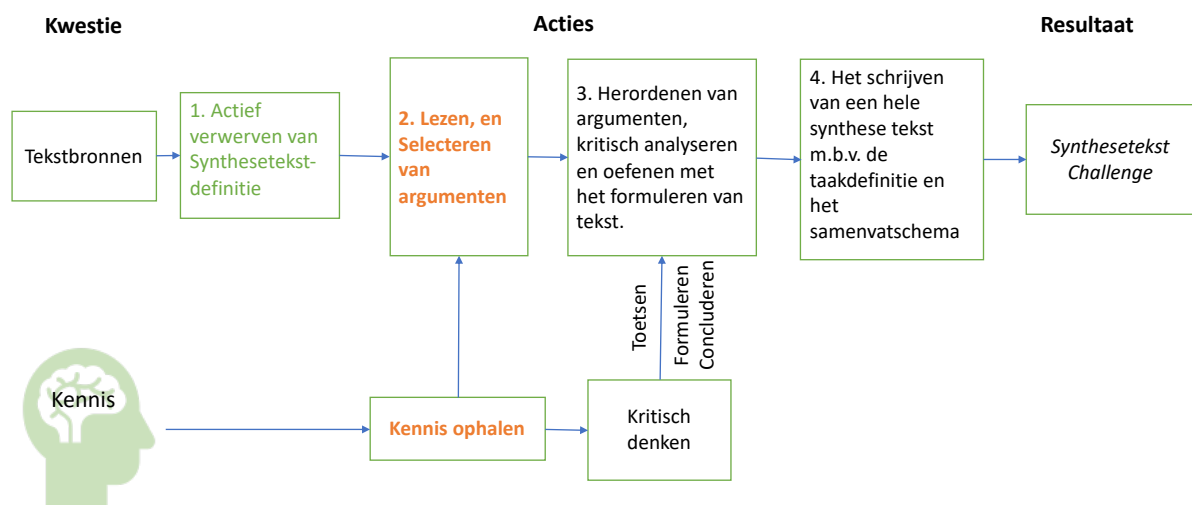 Kwestie
Acties
Resultaat
Tekstbronnen
1. Actief
verwerven van
Synthesetekst-
definitie
2. Lezen, en
Selecteren
van
argumenten
3. Herordenen van
argumenten,
kritisch analyseren
en oefenen met
het formuleren van
tekst.
4. Het schrijven
van een hele
synthese tekst
m.b.v. de
taakdefinitie en
het
samenvatschema
Synthesetekst
Challenge
Toetsen
Formuleren
Concluderen
Kennis
Kennis ophalen
Kritisch
denken